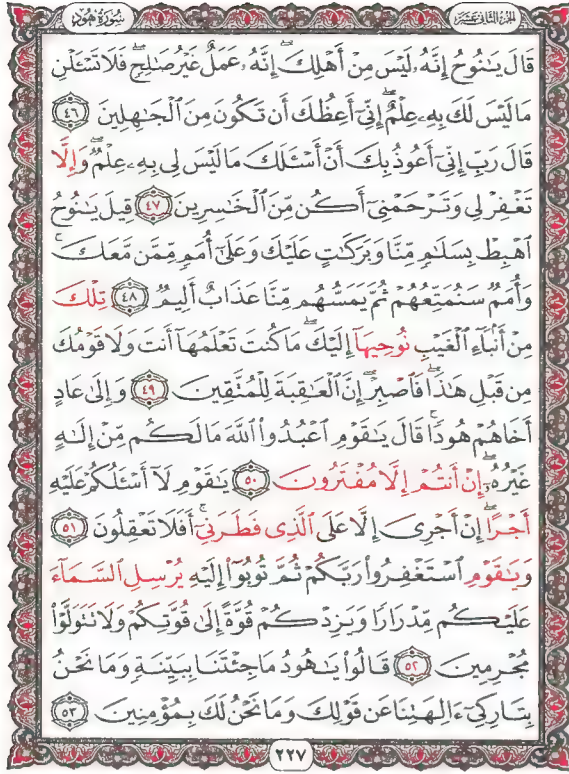 سُورَةُ هُودٍ
الجزء الثاني عشر
قَالَ يَـٰنُوحُ إِنَّهُۥ لَيْسَ مِنْ أَهْلِكَ ۖ إِنَّهُۥ عَمَلٌ غَيْرُ صَـٰلِحٍ ۖ فَلَا تَسْـَٔلْنِ
مَا لَيْسَ لَكَ بِهِۦ عِلْمٌ ۖ إِنِّىٓ أَعِظُكَ أَن تَكُونَ مِنَ ٱلْجَـٰهِلِينَ ٤٦
قَالَ رَبِّ إِنِّىٓ أَعُوذُ بِكَ أَنْ أَسْـَٔلَكَ مَا لَيْسَ لِى بِهِۦ عِلْمٌ ۖ وَإِلَّا
تَغْفِرْ لِى وَتَرْحَمْنِىٓ أَكُن مِّنَ ٱلْخَـٰسِرِينَ ٤٧ قِيلَ يَـٰنُوحُ
ٱهْبِطْ بِسَلَـٰمٍ مِّنَّا وَبَرَكَـٰتٍ عَلَيْكَ وَعَلَىٰٓ أُمَمٍ مِّمَّن مَّعَكَ ۚ
وَأُمَمٌ سَنُمَتِّعُهُمْ ثُمَّ يَمَسُّهُم مِّنَّا عَذَابٌ أَلِيمٌ ٤٨ تِلْكَ
مِنْ أَنۢبَآءِ ٱلْغَيْبِ نُوحِيهَآ إِلَيْكَ ۖ مَا كُنتَ تَعْلَمُهَآ أَنتَ وَلَا قَوْمُكَ
مِن قَبْلِ هَـٰذَا ۖ فَٱصْبِرْ ۖ إِنَّ ٱلْعَـٰقِبَةَ لِلْمُتَّقِينَ ٤٩ وَإِلَىٰ عَادٍ
أَخَاهُمْ هُودًا ۚ قَالَ يَـٰقَوْمِ ٱعْبُدُوا۟ ٱللَّهَ مَا لَكُم مِّنْ إِلَـٰهٍ
غَيْرُهُۥٓ ۖ إِنْ أَنتُمْ إِلَّا مُفْتَرُونَ ٥٠ يَـٰقَوْمِ لَآ أَسْـَٔلُكُمْ عَلَيْهِ
أَجْرًا ۖ إِنْ أَجْرِىَ إِلَّا عَلَى ٱلَّذِى فَطَرَنِىٓ ۚ أَفَلَا تَعْقِلُونَ ٥١
وَيَـٰقَوْمِ ٱسْتَغْفِرُوا۟ رَبَّكُمْ ثُمَّ تُوبُوٓا۟ إِلَيْهِ يُرْسِلِ ٱلسَّمَآءَ
عَلَيْكُم مِّدْرَارًا وَيَزِدْكُمْ قُوَّةً إِلَىٰ قُوَّتِكُمْ وَلَا تَتَوَلَّوْا۟
مُجْرِمِينَ ٥٢ قَالُوا۟ يَـٰهُودُ مَا جِئْتَنَا بِبَيِّنَةٍ وَمَا نَحْنُ
بِتَارِكِىٓ ءَالِهَتِنَا عَن قَوْلِكَ وَمَا نَحْنُ لَكَ بِمُؤْمِنِينَ ٥٣
٢٢٧